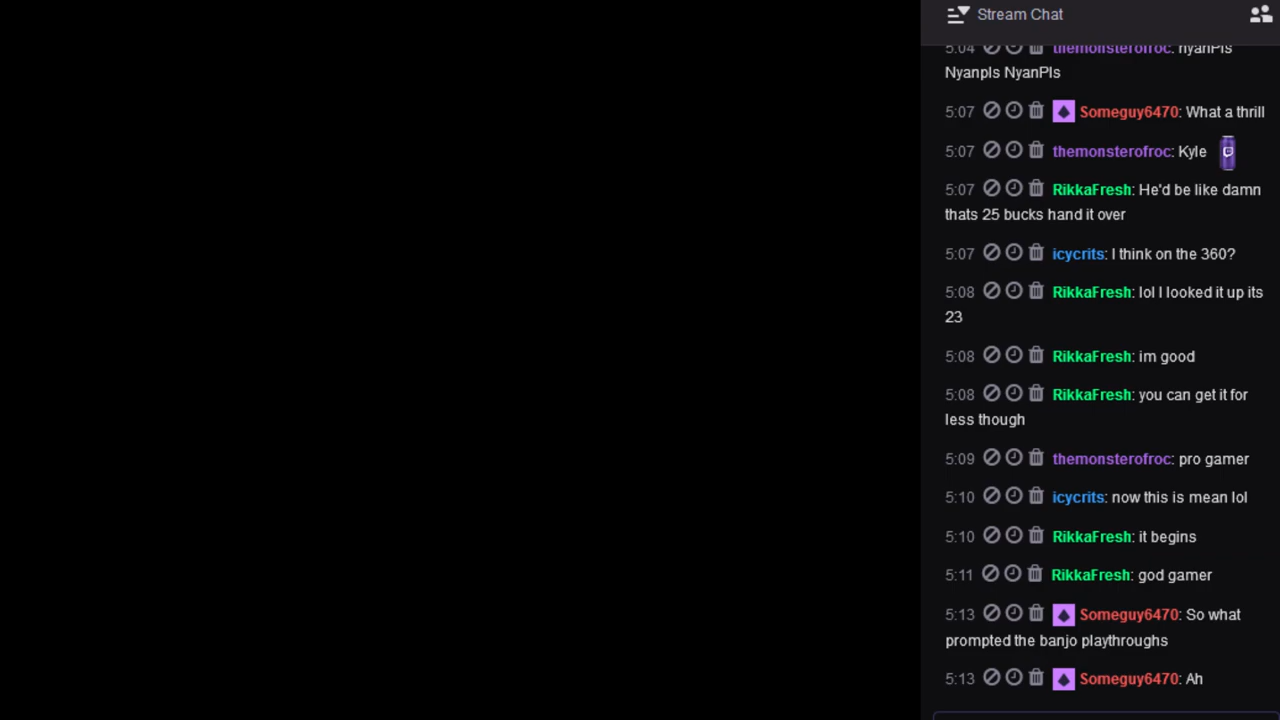 Stream Chat
5:04 themonsterofroc: nyanPls
Nyanpls NyanPls
5:07 Someguy6470: What a thrill
5:07 themonsterofroc: Kyle
5:07 RikkaFresh: He'd be like damn
thats 25 bucks hand it over
5:07 icycrits: I think on the 360?
5:08 RikkaFresh: lol I looked it up its
23
5:08 RikkaFresh: im good
5:08 RikkaFresh: you can get it for
less though
5:09 themonsterofroc: pro gamer
5:10 icycrits: now this is mean lol
5:10 RikkaFresh: it begins
5:11 RikkaFresh: god gamer
5:13 Someguy6470: So what
prompted the banjo playthroughs
5:13 Someguy6470: Ah